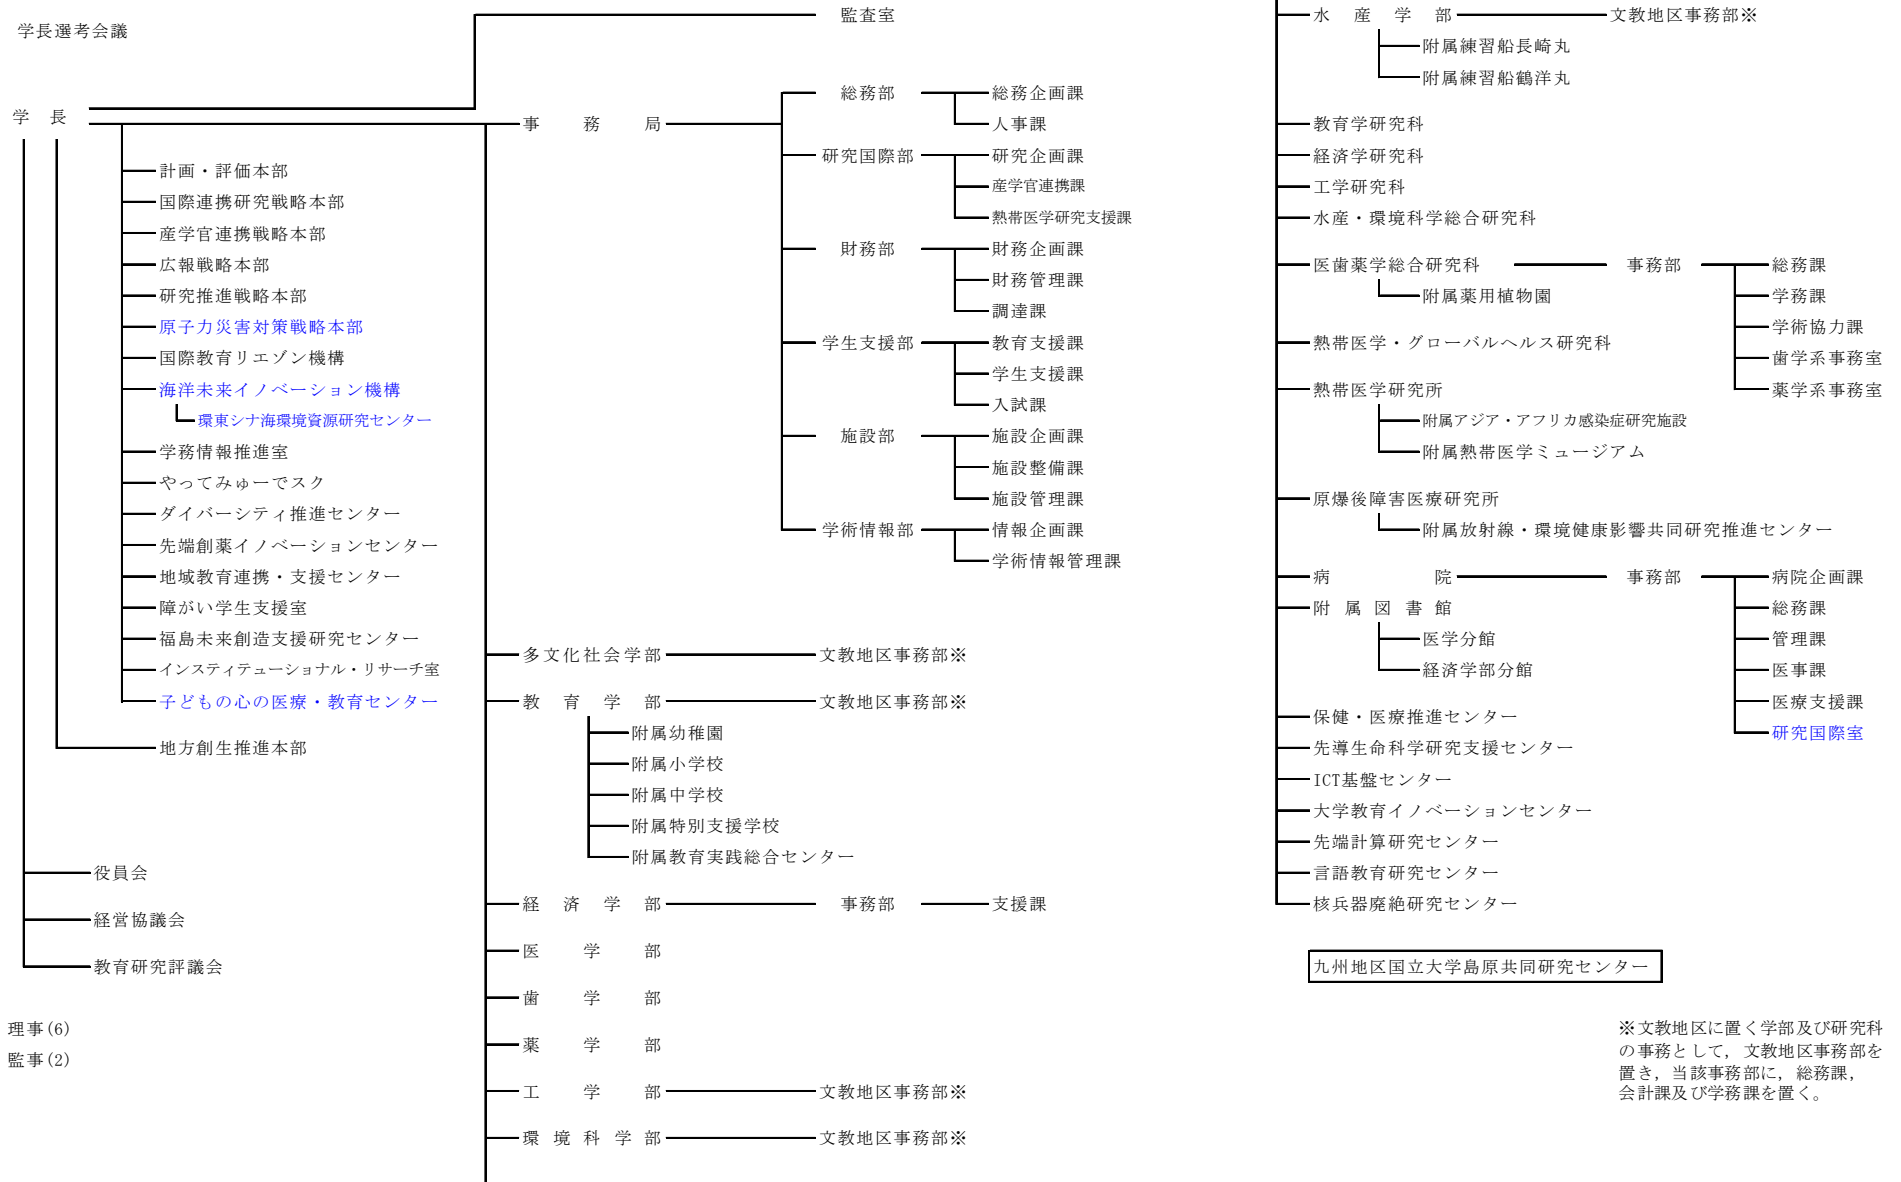 学長選考会議
学長
計画・評価本部
国際連携研究戦略本部
産学官連携戦略本部
広報戦略本部
研究推進戦略本部
原子力災害対策戦略本部
国際教育リエゾン機構
海洋未来イノベーション機構
環東シナ海環境資源研究センター
学務情報推進室
やってみゅーでスク
ダイバーシティ推進センター
先端創薬イノベーションセンター
地域教育連携・支援センター
障がい学生支援室
福島未来創造支援研究センター
インスティテューショナル・リサーチ室
子どもの心の医療・教育センター
地方創生推進本部
役員会
経営協議会
教育研究評議会
理事(6)
監事(2)
監査室
事務局
総務部
総務企画課
人事課
研究国際部
研究企画課
産学官連携課
熱帯医学研究支援課
財務部
財務企画課
財務管理課
調達課
学生支援部
教育支援課
学生支援課
入試課
施設部
施設企画課
施設整備課
施設管理課
学術情報部
情報企画課
学術情報管理課
多文化社会学部 文教地区事務部※
教育学部 文教地区事務部※
附属幼稚園
附属小学校
附属中学校
附属特別支援学校
附属教育実践総合センター
経済学部 事務部 支援課
医学部
歯学部
薬学部
工学部 文教地区事務部※
環境科学部 文教地区事務部※
水産学部 文教地区事務部※
附属練習船長崎丸
附属練習船鶴洋丸
教育学研究科
経済学研究科
工学研究科
水産・環境科学総合研究科
医歯薬学総合研究科 事務部 総務課
附属薬用植物園
学務課
学術協力課
歯学系事務室
薬学系事務室
熱帯医学・グローバルヘルス研究科
熱帯医学研究所
附属アジア・アフリカ感染症研究施設
附属熱帯医学ミュージアム
原爆後障害医療研究所
附属放射線・環境健康影響共同研究推進センター
病院 事務部 病院企画課
総務課
管理課
医事課
医療支援課
研究国際室
附属図書館
医学分館
経済学部分館
保健・医療推進センター
先導生命科学研究支援センター
ICT基盤センター
大学教育イノベーションセンター
先端計算研究センター
言語教育研究センター
核兵器廃絶研究センター
九州地区国立大学島原共同研究センター
※文教地区に置く学部及び研究科
の事務として，文教地区事務部を
置き，当該事務部に，総務課，
会計課及び学務課を置く。